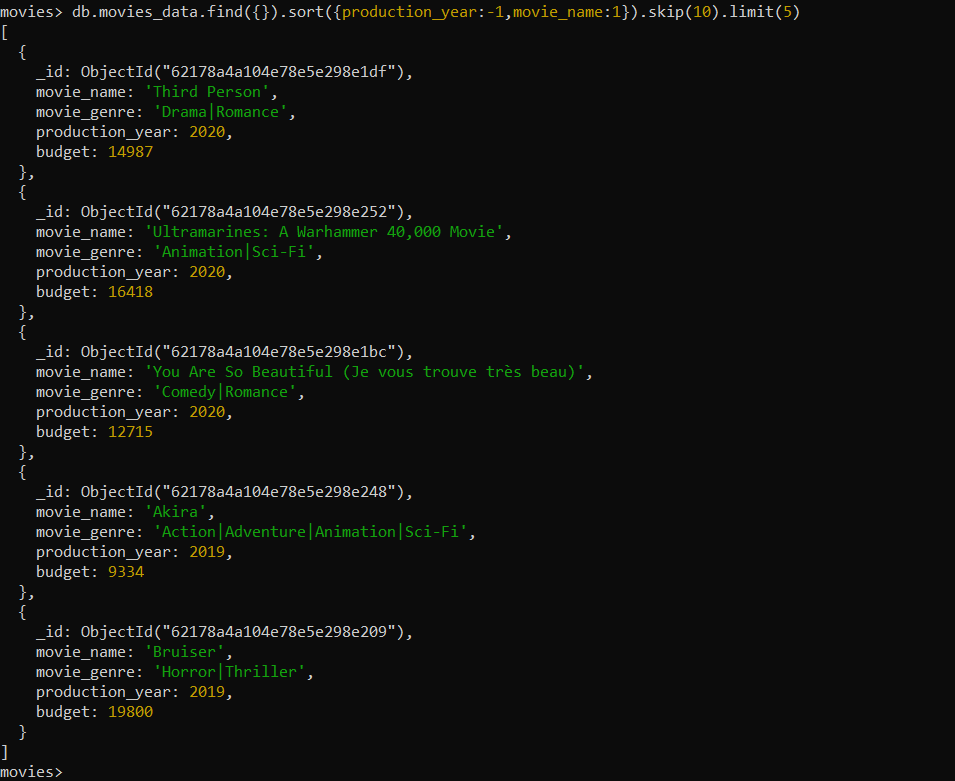 movies> db.movies_data.find({}).sort({production_year:-1,movie_name:1}).skip(10).limit(5)
[
  {
    _id: ObjectId("62178a4a104e78e5e298e1df"),
    movie_name: 'Third Person',
    movie_genre: 'Drama|Romance',
    production_year: 2020,
    budget: 14987
  },
  {
    _id: ObjectId("62178a4a104e78e5e298e252"),
    movie_name: 'Ultramarines: A Warhammer 40,000 Movie',
    movie_genre: 'Animation|Sci-Fi',
    production_year: 2020,
    budget: 16418
  },
  {
    _id: ObjectId("62178a4a104e78e5e298e1bc"),
    movie_name: 'You Are So Beautiful (Je vous trouve très beau)',
    movie_genre: 'Comedy|Romance',
    production_year: 2020,
    budget: 12715
  },
  {
    _id: ObjectId("62178a4a104e78e5e298e248"),
    movie_name: 'Akira',
    movie_genre: 'Action|Adventure|Animation|Sci-Fi',
    production_year: 2019,
    budget: 9334
  },
  {
    _id: ObjectId("62178a4a104e78e5e298e209"),
    movie_name: 'Bruiser',
    movie_genre: 'Horror|Thriller',
    production_year: 2019,
    budget: 19800
  }
]
movies>